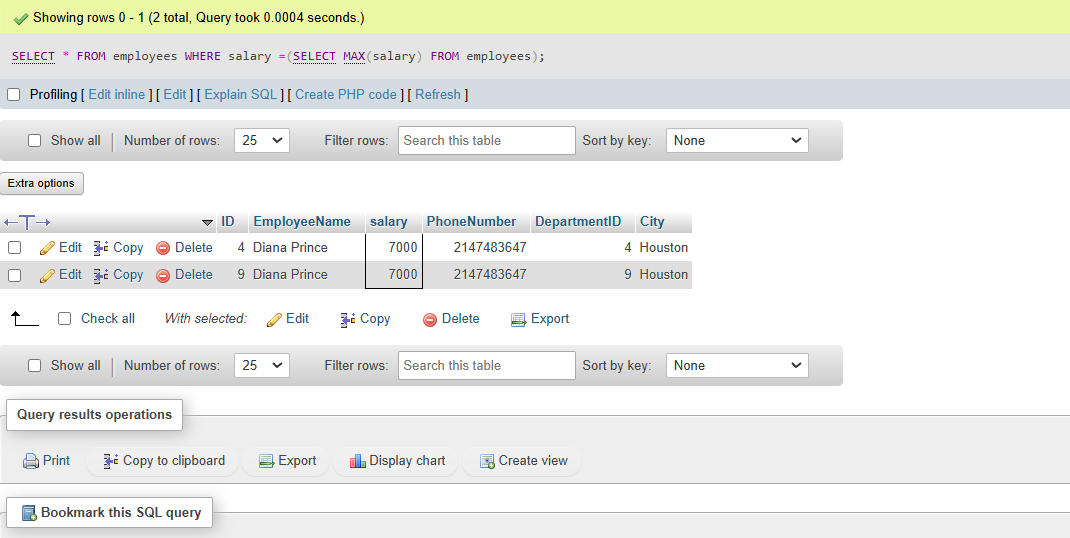 Showing rows 0 - 1 (2 total, Query took 0.0004 seconds.)
SELECT * FROM employees WHERE salary =(SELECT MAX(salary) FROM employees);
Profiling [ Edit inline ] [ Edit ] [ Explain SQL ] [ Create PHP code ] [ Refresh ]
Show all Number of rows: 25 Filter rows: Search this table Sort by key: None
Extra options
ID EmployeeName salary PhoneNumber DepartmentID City
Edit Copy Delete 4 Diana Prince 7000 2147483647 4 Houston
Edit Copy Delete 9 Diana Prince 7000 2147483647 9 Houston
Check all With selected: Edit Copy Delete Export
Show all Number of rows: 25 Filter rows: Search this table Sort by key: None
Query results operations
Print Copy to clipboard Export Display chart Create view
Bookmark this SQL query